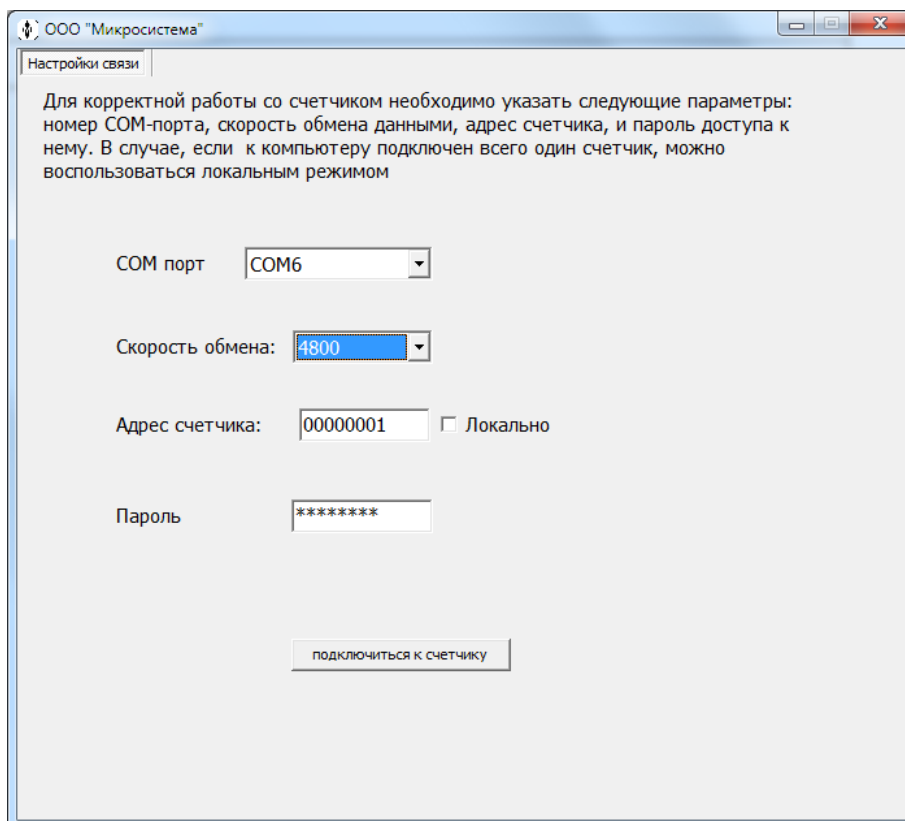 ООО "Микросистема"
Настройки связи
Для корректной работы со счетчиком необходимо указать следующие параметры:
номер COM-порта, скорость обмена данными, адрес счетчика, и пароль доступа к
нему. В случае, если к компьютеру подключен всего один счетчик, можно
воспользоваться локальным режимом
COM порт COM6
Скорость обмена: 4800
Адрес счетчика: 00000001 Локально
Пароль ********
подключиться к счетчику